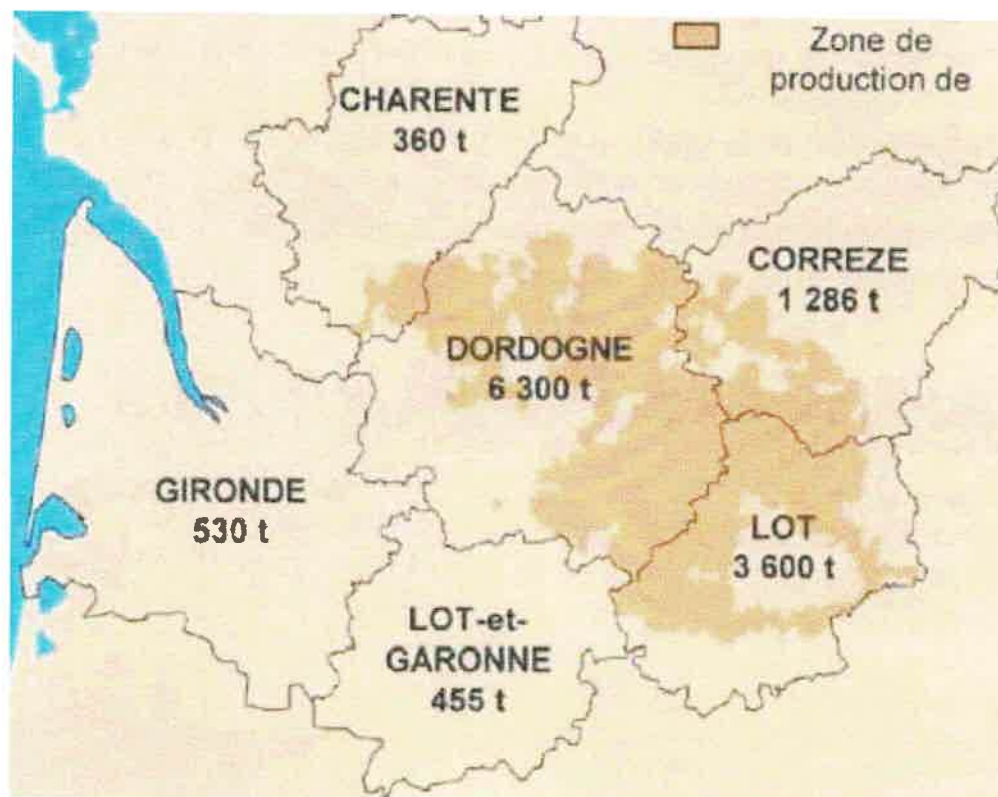 Zone de
production de
CHARENTE
360 t
CORREZE
1 286 t
DORDOGNE
6 300 t
GIRONDE
530 t
LOT
3 600 t
LOT-et-
GARONNE
455 t